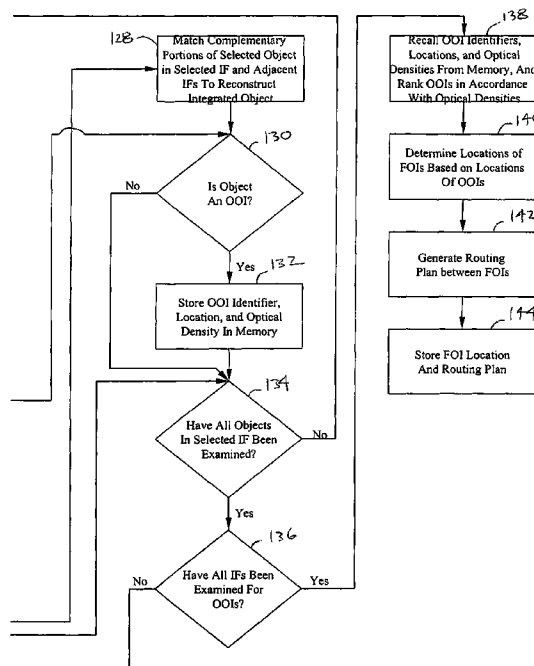 128
Match Complementary
Portions of Selected Object
in Selected IF and Adjacent
IFs To Reconstruct
Integrated Object
130
Is Object
An OOI?
No
Yes
132
Store OOI Identifier,
Location, and Optical
Density In Memory
134
Have All Objects
In Selected IF Been
Examined?
No
Yes
136
Have All IFs Been
Examined For
OOIs?
No
Yes
138
Recall OOI Identifiers,
Locations, and Optical
Densities From Memory, And
Rank OOIs in Accordance
With Optical Densities
140
Determine Locations of
FOIs Based on Locations
Of OOIs
142
Generate Routing
Plan between FOIs
144
Store FOI Location
And Routing Plan